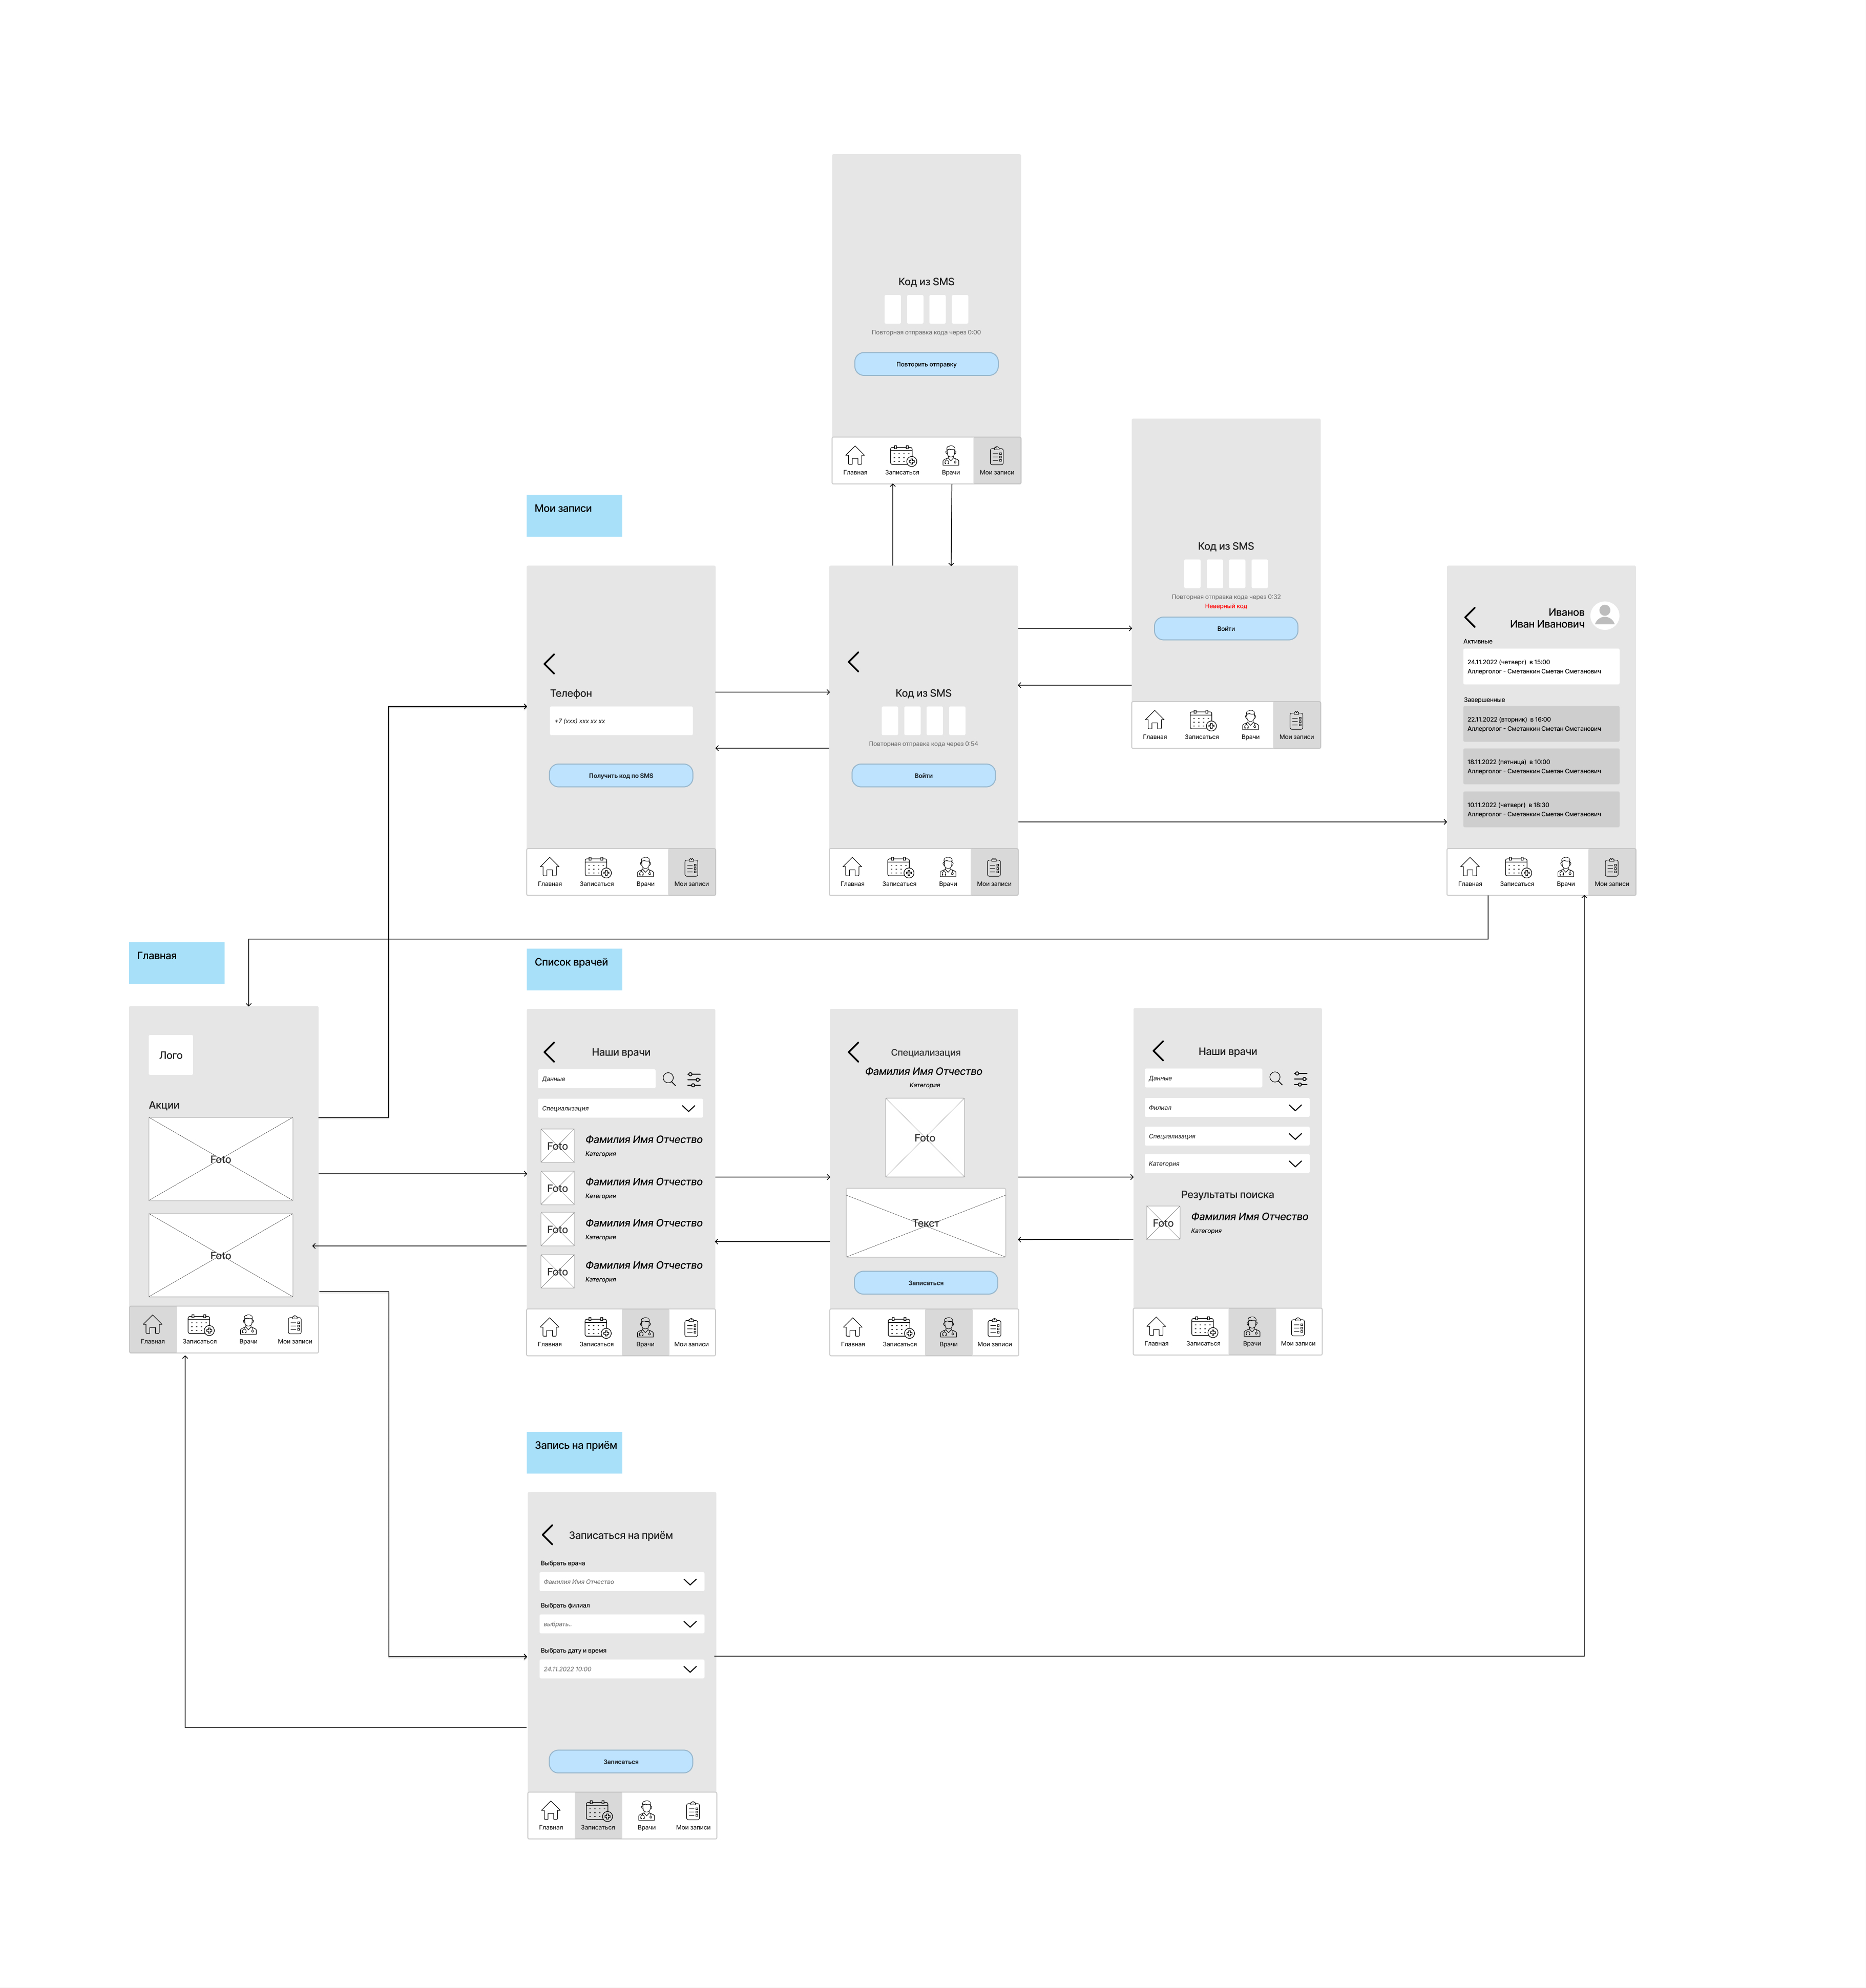 Код из SMS
Повторная отправка кода через 0:00
Повторить отправку
Главная
Записаться
Врачи
Мои записи
Код из SMS
Повторная отправка кода через 0:32
Неверный код
Войти
Главная
Записаться
Врачи
Мои записи
Мои записи
Телефон
+7 (xxx) xxx xx xx
Получить код по SMS
Главная
Записаться
Врачи
Мои записи
Код из SMS
Повторная отправка кода через 0:54
Войти
Главная
Записаться
Врачи
Мои записи
Иванов
Иван Иванович
Активные
24.11.2022 (четверг) в 15:00
Аллерголог - Сметанкин Сметан Сметанович
Завершенные
22.11.2022 (вторник) в 16:00
Аллерголог - Сметанкин Сметан Сметанович
18.11.2022 (пятница) в 10:00
Аллерголог - Сметанкин Сметан Сметанович
10.11.2022 (четверг) в 18:30
Аллерголог - Сметанкин Сметан Сметанович
Главная
Записаться
Врачи
Мои записи
Главная
Лого
Акции
Foto
Foto
Главная
Записаться
Врачи
Мои записи
Список врачей
Наши врачи
Данные
Специализация
Foto
Фамилия Имя Отчество
Категория
Foto
Фамилия Имя Отчество
Категория
Foto
Фамилия Имя Отчество
Категория
Foto
Фамилия Имя Отчество
Категория
Главная
Записаться
Врачи
Мои записи
Специализация
Фамилия Имя Отчество
Категория
Foto
Текст
Записаться
Главная
Записаться
Врачи
Мои записи
Наши врачи
Данные
Филиал
Специализация
Категория
Результаты поиска
Foto
Фамилия Имя Отчество
Категория
Главная
Записаться
Врачи
Мои записи
Запись на приём
Записаться на приём
Выбрать врача
Фамилия Имя Отчество
Выбрать филиал
выбрать..
Выбрать дату и время
24.11.2022 10:00
Записаться
Главная
Записаться
Врачи
Мои записи